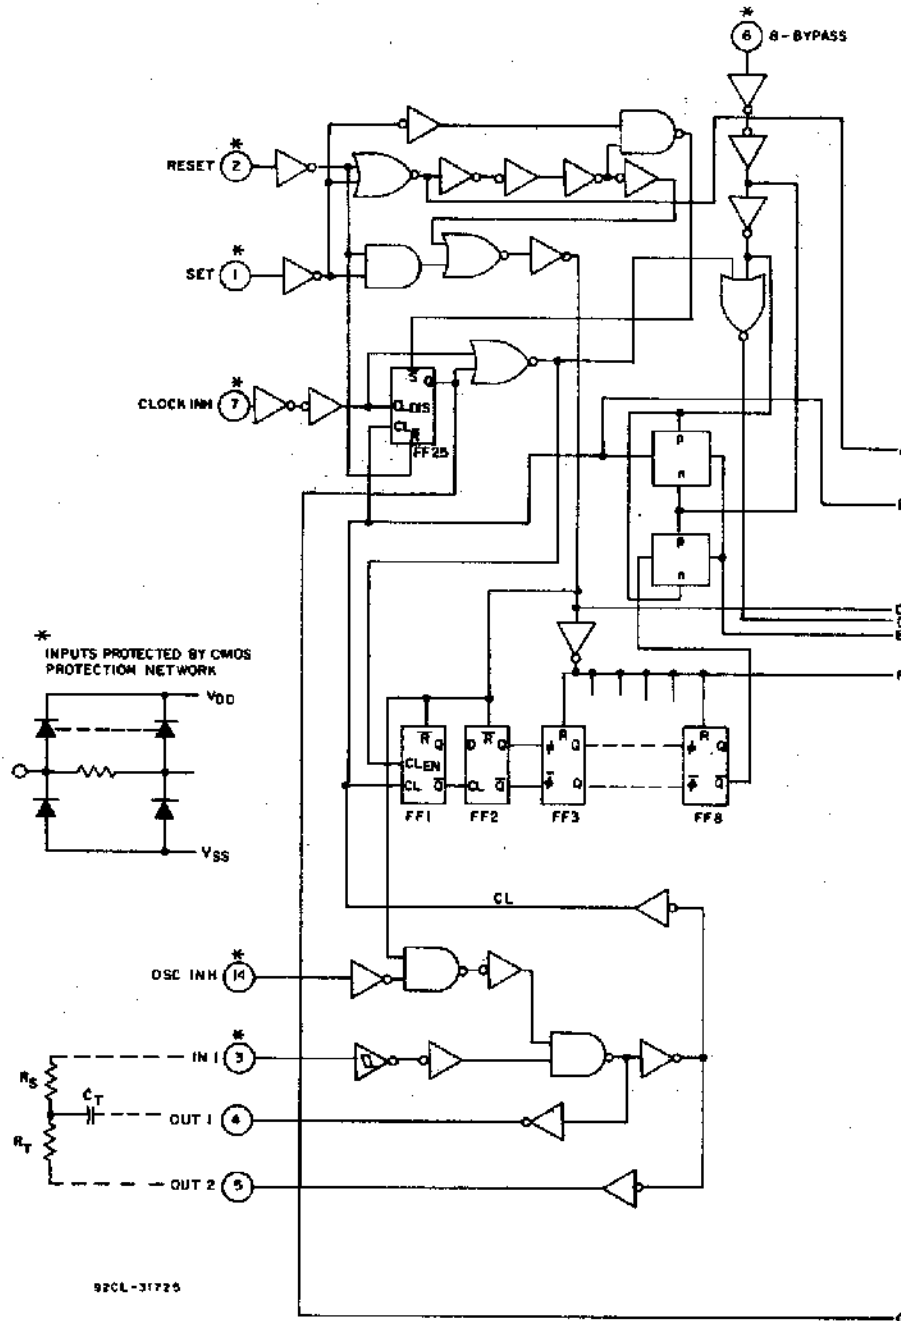 *
6 8-BYPASS
*
RESET 2
*
SET 1
*
CLOCK INH 7
S Q
CL DIS
CL R
FF25
p
n
p
n
*
INPUTS PROTECTED BY CMOS
PROTECTION NETWORK
VDD
VSS
R Q
CLEN
CL Q
FF1
D R Q
CL Q
FF2
ϕ R Q
ϕ Q
FF3
ϕ R Q
ϕ Q
FF8
CL
*
OSC INH 14
*
IN 1 3
RS
CT
OUT 1 4
RT
OUT 2 5
92CL-31725